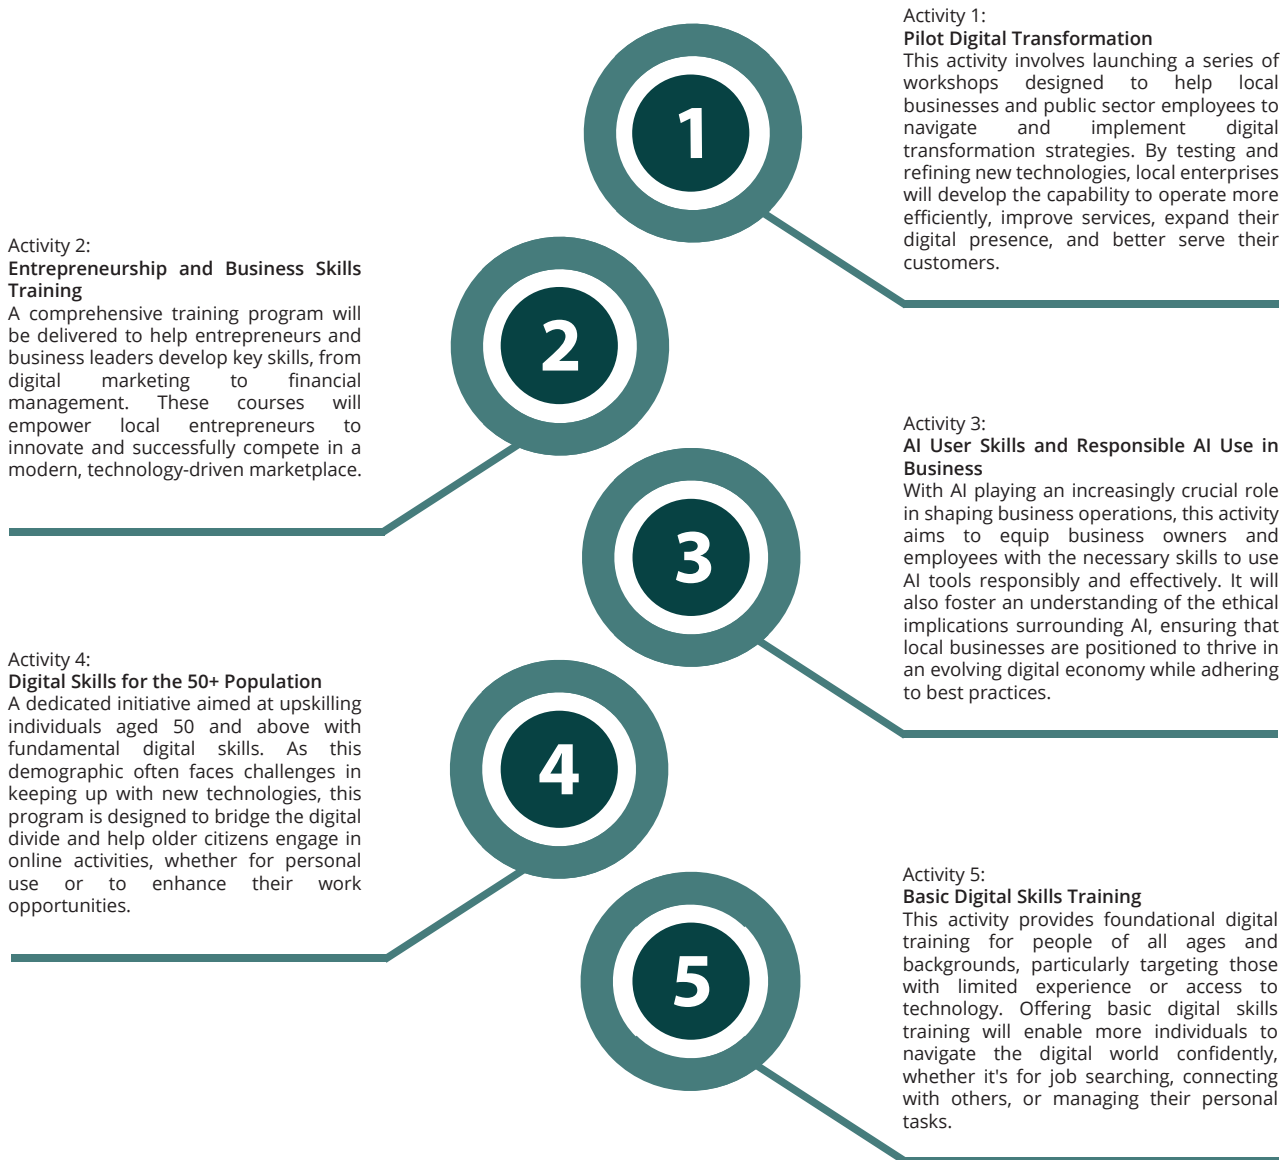 Activity 1:
Pilot Digital Transformation
This activity involves launching a series of
workshops designed to help local
businesses and public sector employees to
navigate and implement digital
transformation strategies. By testing and
refining new technologies, local enterprises
will develop the capability to operate more
efficiently, improve services, expand their
digital presence, and better serve their
customers.
1
Activity 2:
Entrepreneurship and Business Skills
Training
A comprehensive training program will
be delivered to help entrepreneurs and
business leaders develop key skills, from
digital marketing to financial
management. These courses will
empower local entrepreneurs to
innovate and successfully compete in a
modern, technology-driven marketplace.
2
Activity 3:
AI User Skills and Responsible AI Use in
Business
With AI playing an increasingly crucial role
in shaping business operations, this activity
aims to equip business owners and
employees with the necessary skills to use
AI tools responsibly and effectively. It will
also foster an understanding of the ethical
implications surrounding AI, ensuring that
local businesses are positioned to thrive in
an evolving digital economy while adhering
to best practices.
3
Activity 4:
Digital Skills for the 50+ Population
A dedicated initiative aimed at upskilling
individuals aged 50 and above with
fundamental digital skills. As this
demographic often faces challenges in
keeping up with new technologies, this
program is designed to bridge the digital
divide and help older citizens engage in
online activities, whether for personal
use or to enhance their work
opportunities.
4
Activity 5:
Basic Digital Skills Training
This activity provides foundational digital
training for people of all ages and
backgrounds, particularly targeting those
with limited experience or access to
technology. Offering basic digital skills
training will enable more individuals to
navigate the digital world confidently,
whether it's for job searching, connecting
with others, or managing their personal
tasks.
5